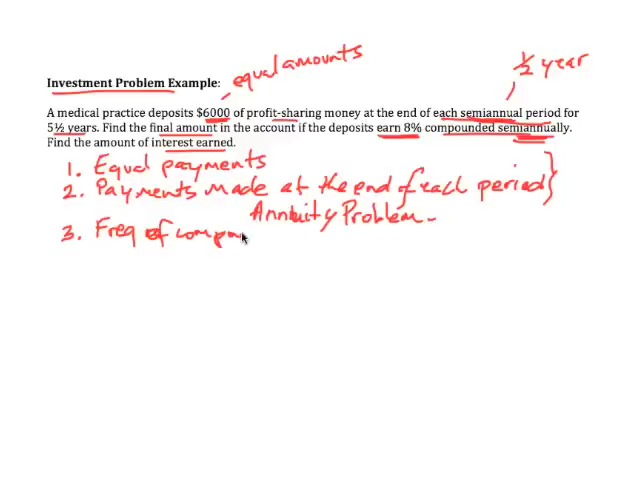 equal amounts
½ year
Investment Problem Example:
A medical practice deposits $6000 of profit-sharing money at the end of each semiannual period for
5½ years. Find the final amount in the account if the deposits earn 8% compounded semiannually.
Find the amount of interest earned.
1. Equal payments
2. Payments made at the end of each period
Annuity Problem
3. Freq of compo